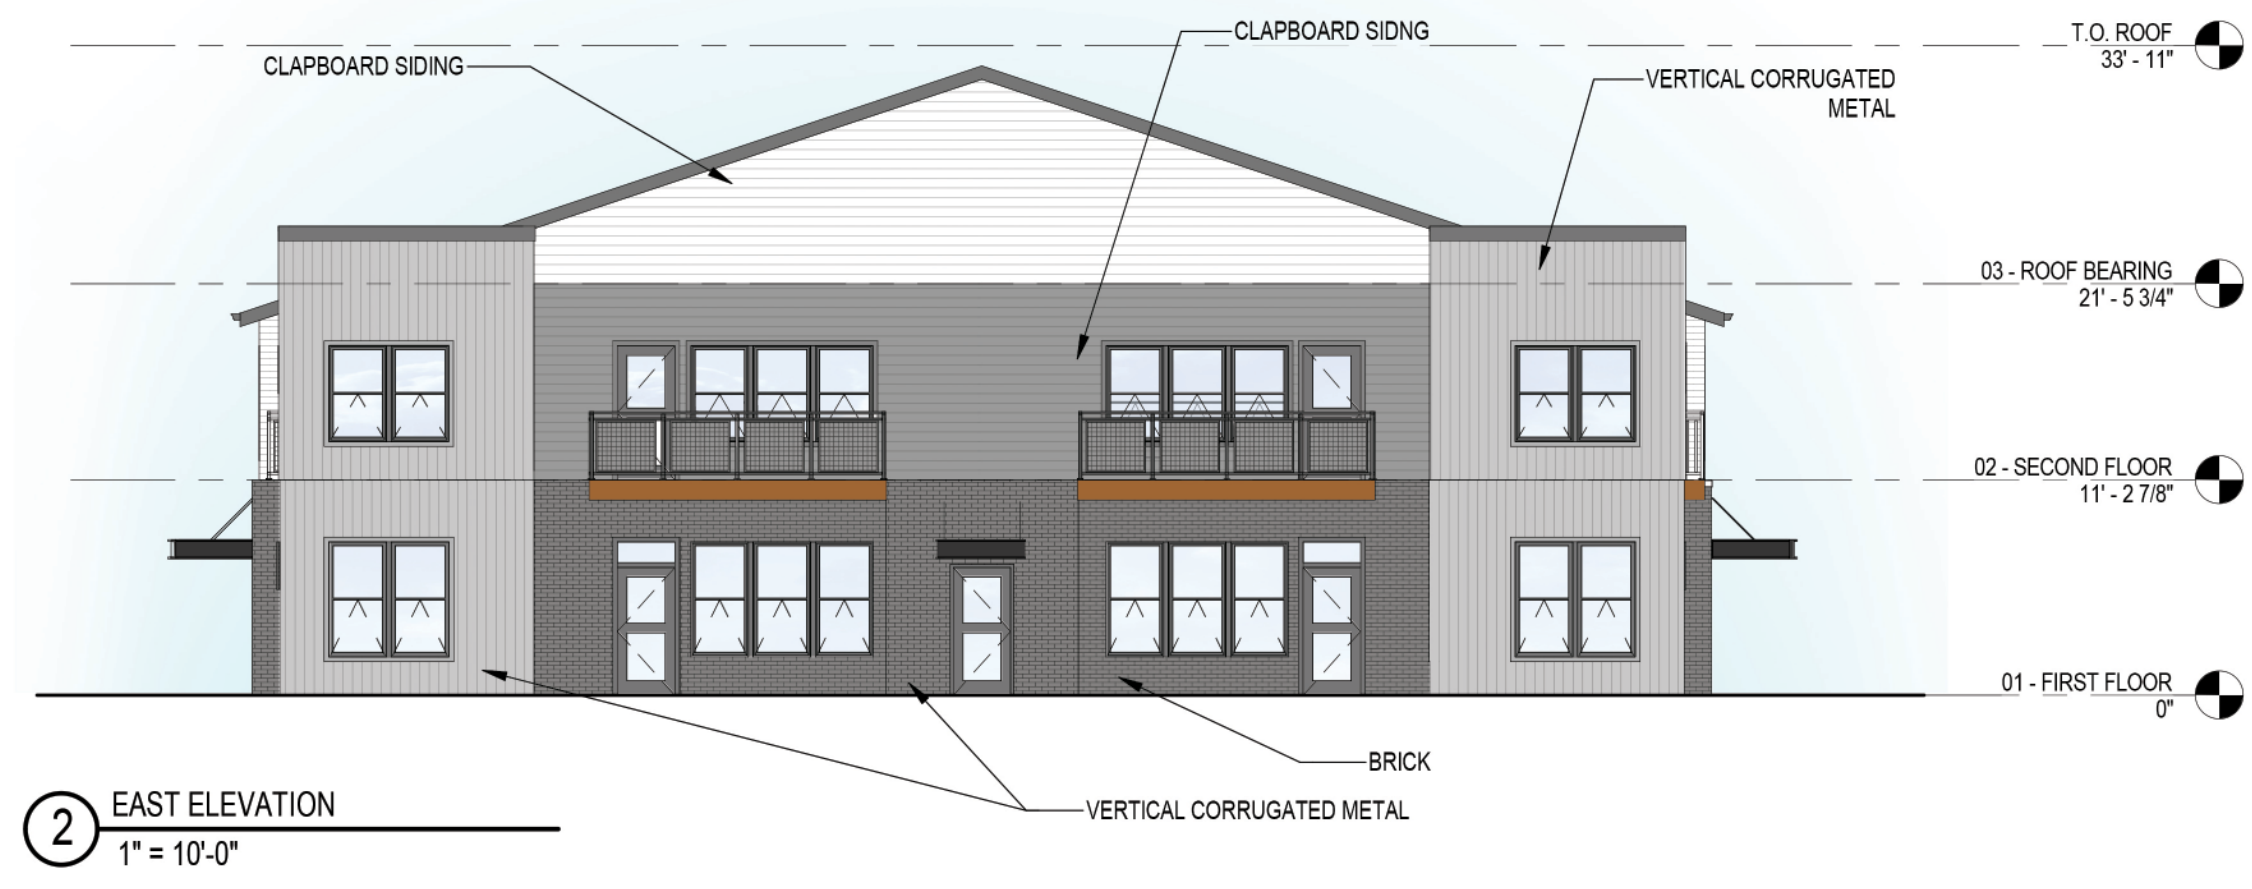 CLAPBOARD SIDNG
T.O. ROOF
33' - 11"
CLAPBOARD SIDING
VERTICAL CORRUGATED
METAL
03 - ROOF BEARING
21' - 5 3/4"
02 - SECOND FLOOR
11' - 2 7/8"
01 - FIRST FLOOR
0"
BRICK
VERTICAL CORRUGATED METAL
2
EAST ELEVATION
1" = 10'-0"